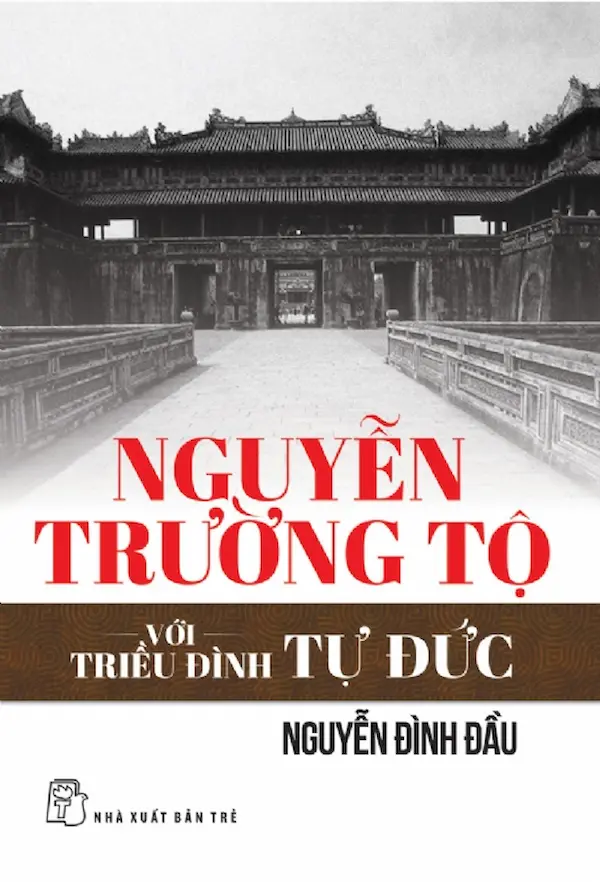 NGUYỄN
TRƯỜNG TỘ
VỚI
TRIỀU ĐÌNH TỰ ĐỨC
NGUYỄN ĐÌNH ĐẦU
T
NHÀ XUẤT BẢN TRẺ